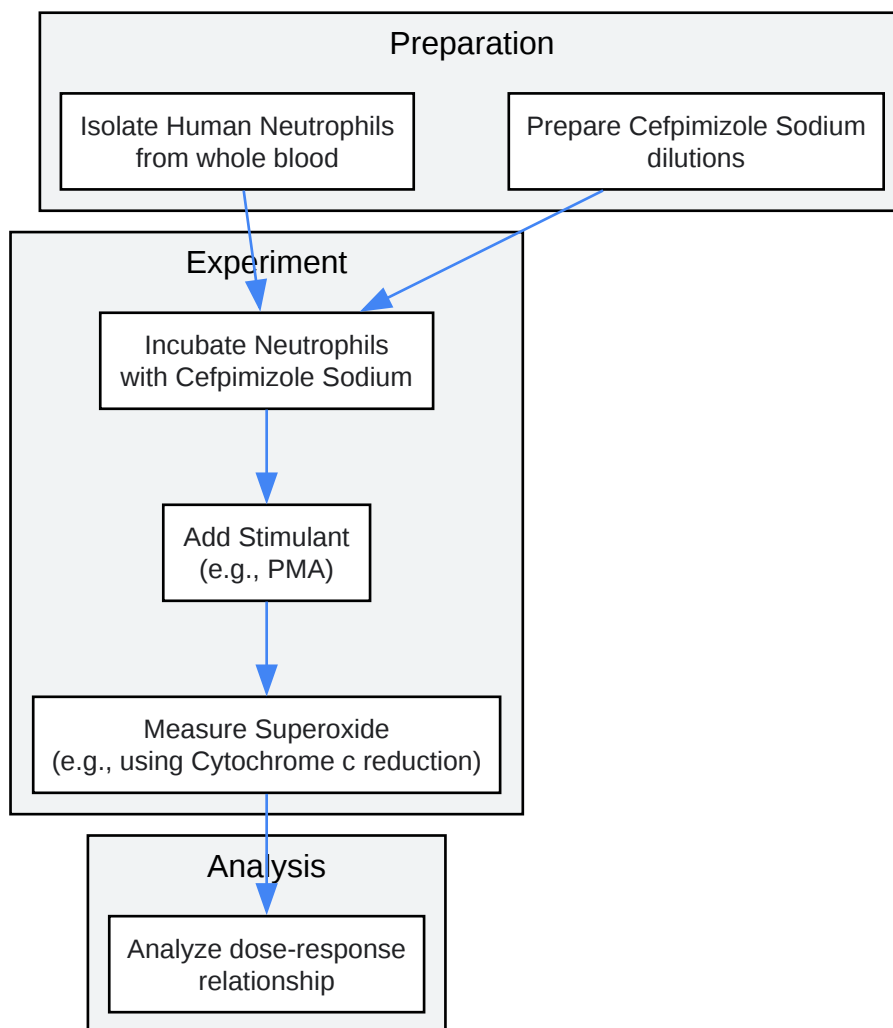 Preparation
Isolate Human Neutrophils
from whole blood
Prepare Cefpimizole Sodium
dilutions
Experiment
Incubate Neutrophils
with Cefpimizole Sodium
Add Stimulant
(e.g., PMA)
Measure Superoxide
(e.g., using Cytochrome c reduction)
Analysis
Analyze dose-response
relationship